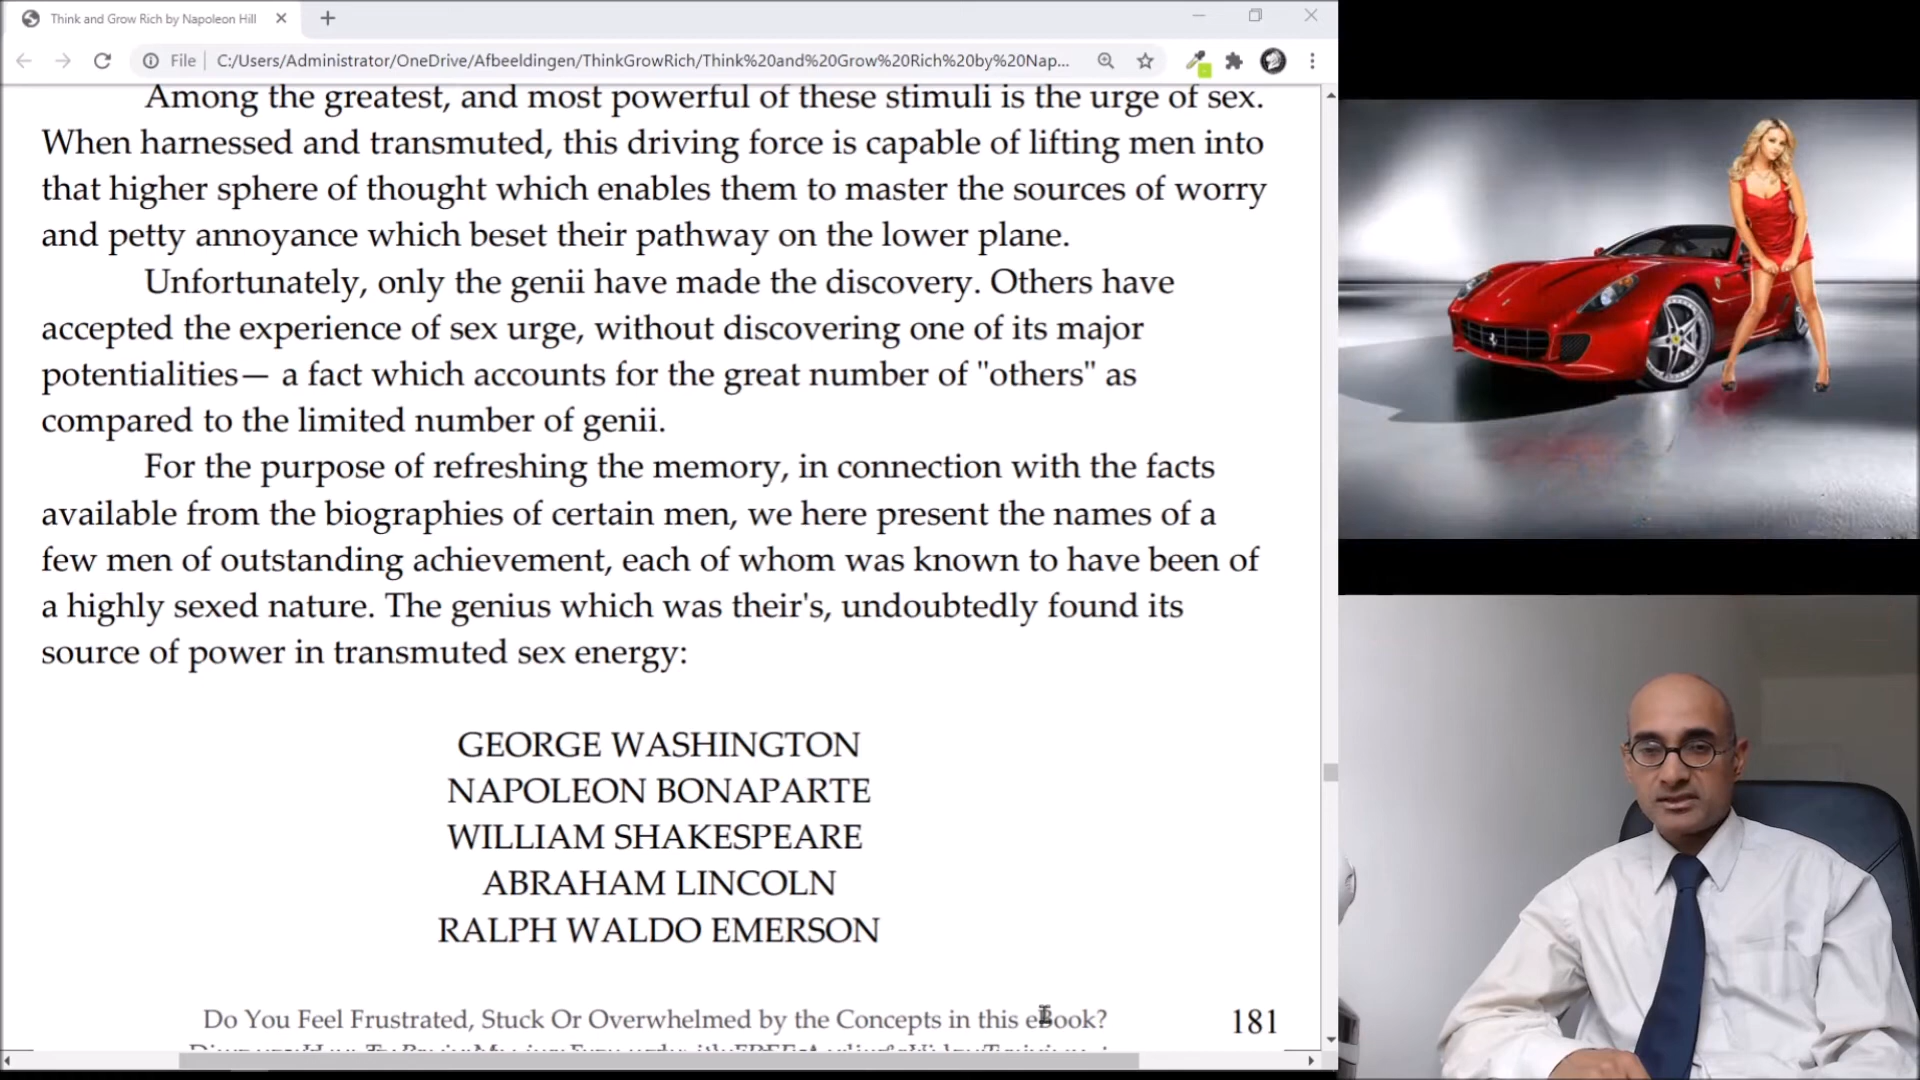 Think and Grow Rich by Napoleon Hill
File
C:/Users/Administrator/OneDrive/Afbeeldingen/ThinkGrowRich/Think%20and%20Grow%20Rich%20by%20Nap...
Among the greatest, and most powerful of these stimuli is the urge of sex.
When harnessed and transmuted, this driving force is capable of lifting men into
that higher sphere of thought which enables them to master the sources of worry
and petty annoyance which beset their pathway on the lower plane.
Unfortunately, only the genii have made the discovery. Others have
accepted the experience of sex urge, without discovering one of its major
potentialities— a fact which accounts for the great number of "others" as
compared to the limited number of genii.
For the purpose of refreshing the memory, in connection with the facts
available from the biographies of certain men, we here present the names of a
few men of outstanding achievement, each of whom was known to have been of
a highly sexed nature. The genius which was their's, undoubtedly found its
source of power in transmuted sex energy:
GEORGE WASHINGTON
NAPOLEON BONAPARTE
WILLIAM SHAKESPEARE
ABRAHAM LINCOLN
RALPH WALDO EMERSON
Do You Feel Frustrated, Stuck Or Overwhelmed by the Concepts in this eBook?
181